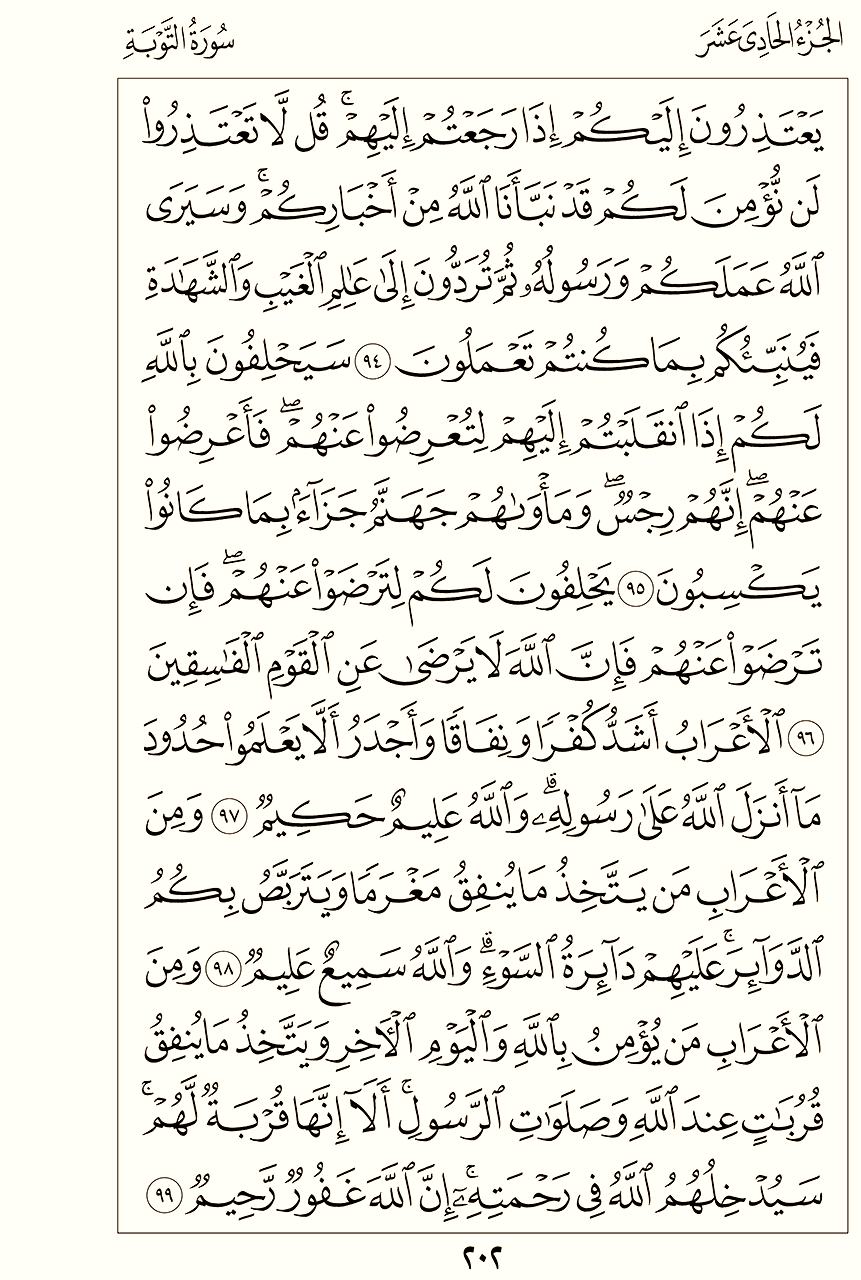 الجُزْءُ الحَادِىَ عَشَرَ
سُورَةُ التَّوْبَةِ
يَعْتَذِرُونَ إِلَيْكُمْ إِذَا رَجَعْتُمْ إِلَيْهِمْ ۚ قُل لَّا تَعْتَذِرُوا۟
لَن نُّؤْمِنَ لَكُمْ قَدْ نَبَّأَنَا ٱللَّهُ مِنْ أَخْبَارِكُمْ ۚ وَسَيَرَى
ٱللَّهُ عَمَلَكُمْ وَرَسُولُهُۥ ثُمَّ تُرَدُّونَ إِلَىٰ عَٰلِمِ ٱلْغَيْبِ وَٱلشَّهَٰدَةِ
فَيُنَبِّئُكُم بِمَا كُنتُمْ تَعْمَلُونَ ٩٤ سَيَحْلِفُونَ بِٱللَّهِ
لَكُمْ إِذَا ٱنقَلَبْتُمْ إِلَيْهِمْ لِتُعْرِضُوا۟ عَنْهُمْ ۖ فَأَعْرِضُوا۟
عَنْهُمْ ۖ إِنَّهُمْ رِجْسٌ ۖ وَمَأْوَىٰهُمْ جَهَنَّمُ جَزَآءًۢ بِمَا كَانُوا۟
يَكْسِبُونَ ٩٥ يَحْلِفُونَ لَكُمْ لِتَرْضَوْا۟ عَنْهُمْ ۖ فَإِن
تَرْضَوْا۟ عَنْهُمْ فَإِنَّ ٱللَّهَ لَا يَرْضَىٰ عَنِ ٱلْقَوْمِ ٱلْفَٰسِقِينَ
٩٦ ٱلْأَعْرَابُ أَشَدُّ كُفْرًا وَنِفَاقًا وَأَجْدَرُ أَلَّا يَعْلَمُوا۟ حُدُودَ
مَآ أَنزَلَ ٱللَّهُ عَلَىٰ رَسُولِهِۦ ۗ وَٱللَّهُ عَلِيمٌ حَكِيمٌ ٩٧ وَمِنَ
ٱلْأَعْرَابِ مَن يَتَّخِذُ مَا يُنفِقُ مَغْرَمًا وَيَتَرَبَّصُ بِكُمُ
ٱلدَّوَآئِرَ ۚ عَلَيْهِمْ دَآئِرَةُ ٱلسَّوْءِ ۗ وَٱللَّهُ سَمِيعٌ عَلِيمٌ ٩٨ وَمِنَ
ٱلْأَعْرَابِ مَن يُؤْمِنُ بِٱللَّهِ وَٱلْيَوْمِ ٱلْءَاخِرِ وَيَتَّخِذُ مَا يُنفِقُ
قُرُبَٰتٍ عِندَ ٱللَّهِ وَصَلَوَٰتِ ٱلرَّسُولِ ۚ أَلَآ إِنَّهَا قُرْبَةٌ لَّهُمْ ۚ
سَيُدْخِلُهُمُ ٱللَّهُ فِى رَحْمَتِهِۦٓ ۚ إِنَّ ٱللَّهَ غَفُورٌ رَّحِيمٌ ٩٩
٢٠٢